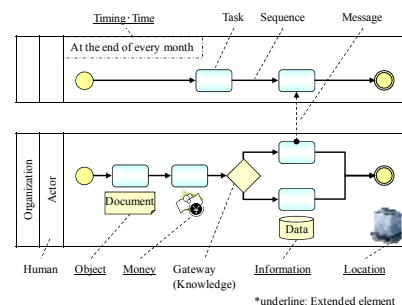 Timing·Time
Task
Sequence
Message
At the end of every month
Organization
Actor
Document
¥
Data
Human
Object
Money
Gateway
(Knowledge)
Information
Location
*underline: Extended element